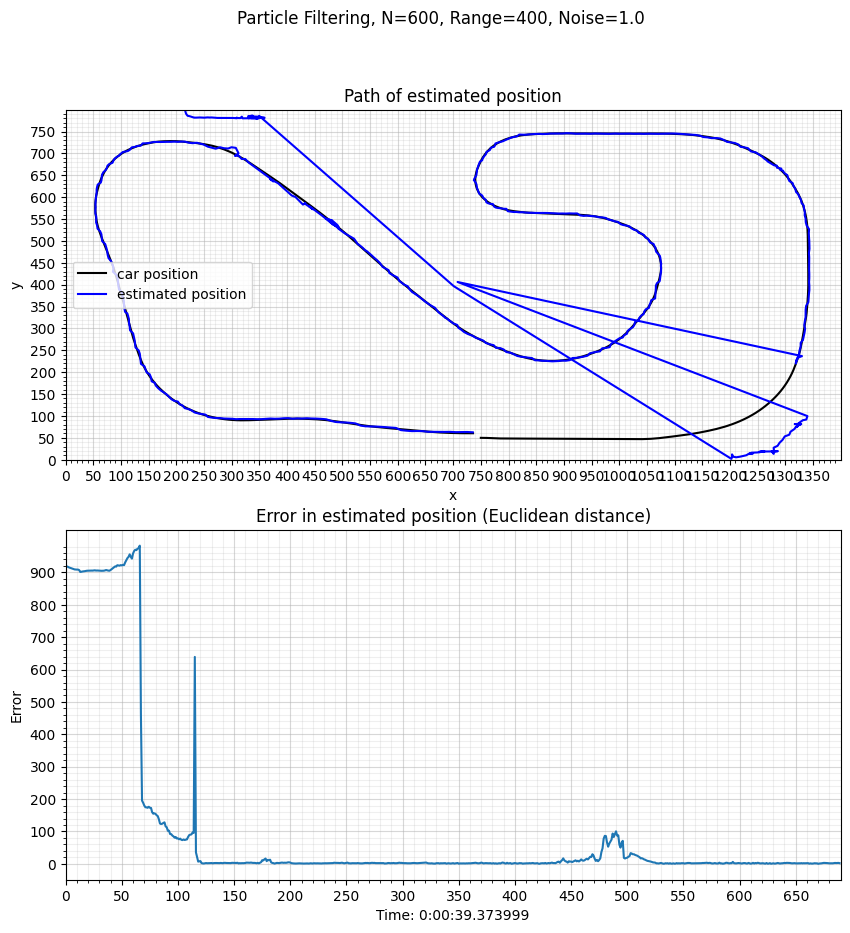 Particle Filtering, N=600, Range=400, Noise=1.0
Path of estimated position
750
700
650
600
550
500
450
400
350
300
250
200
150
100
50
0
y
car position
estimated position
0 50 100 150 200 250 300 350 400 450 500 550 600 650 700 750 800 850 900 950 1000 1050 1100 1150 1200 1250 1300 1350
x
Error in estimated position (Euclidean distance)
900
800
700
600
500
400
300
200
100
0
Error
0 50 100 150 200 250 300 350 400 450 500 550 600 650
Time: 0:00:39.373999